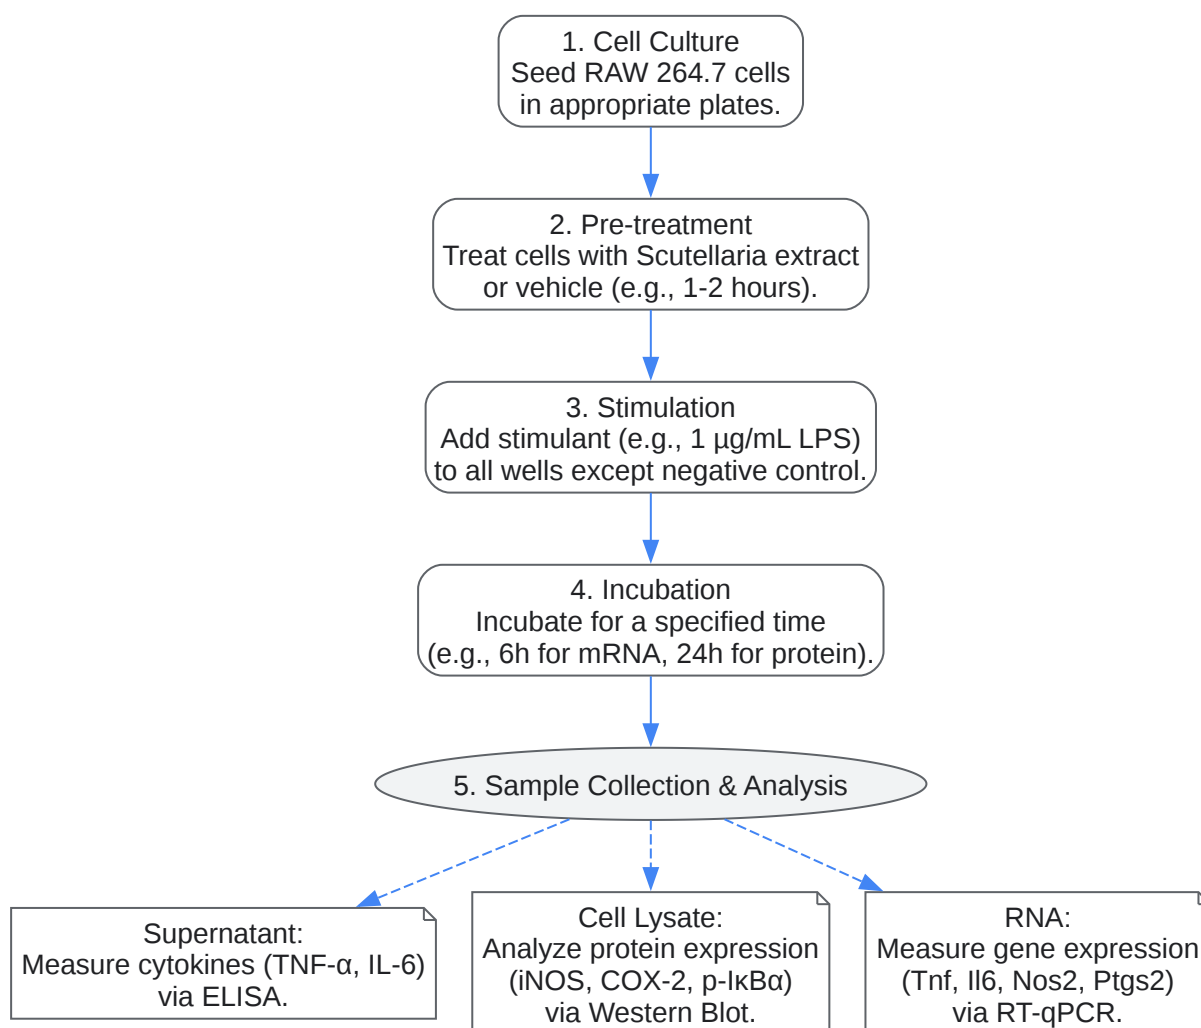 1. Cell Culture
Seed RAW 264.7 cells
in appropriate plates.
2. Pre-treatment
Treat cells with Scutellaria extract
or vehicle (e.g., 1-2 hours).
3. Stimulation
Add stimulant (e.g., 1 µg/mL LPS)
to all wells except negative control.
4. Incubation
Incubate for a specified time
(e.g., 6h for mRNA, 24h for protein).
5. Sample Collection & Analysis
Supernatant:
Measure cytokines (TNF-α, IL-6)
via ELISA.
Cell Lysate:
Analyze protein expression
(iNOS, COX-2, p-IκBα)
via Western Blot.
RNA:
Measure gene expression
(Tnf, Il6, Nos2, Ptgs2)
via RT-qPCR.